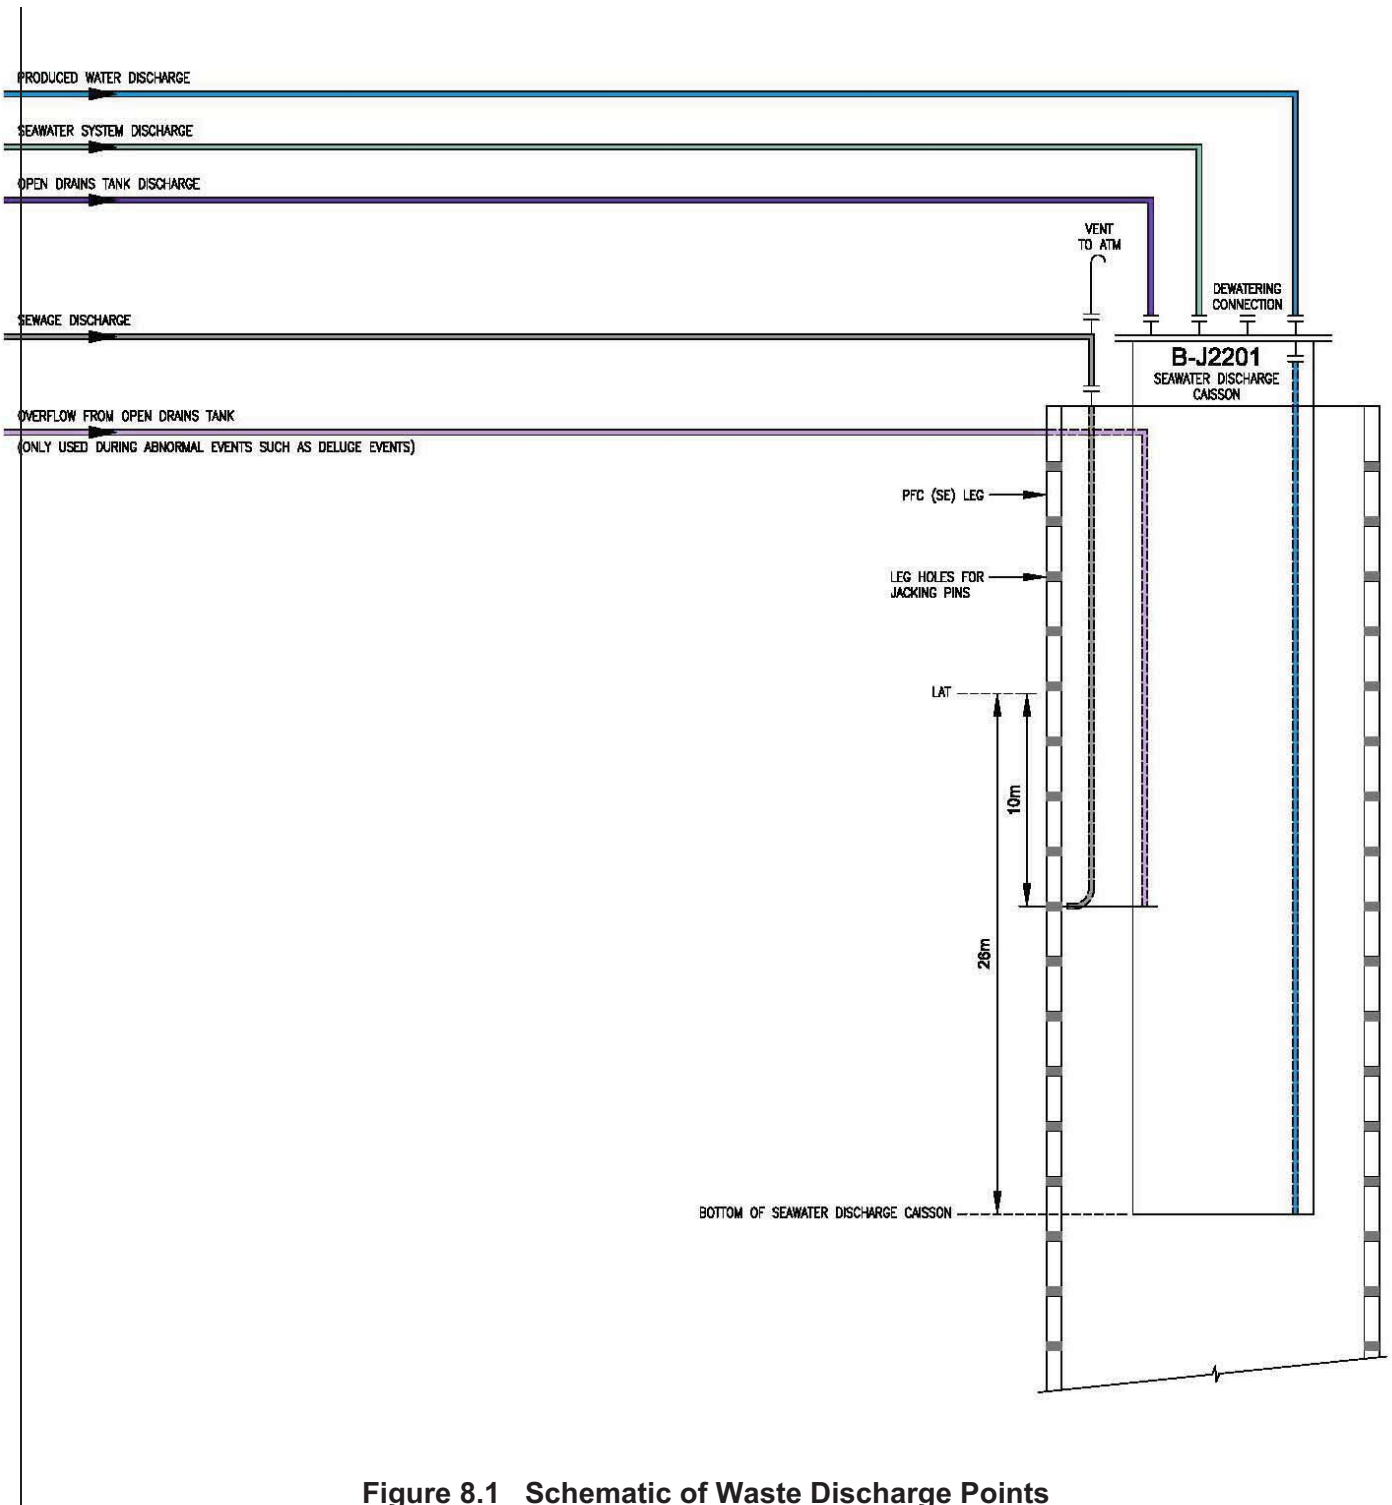 PRODUCED WATER DISCHARGE
SEAWATER SYSTEM DISCHARGE
OPEN DRAINS TANK DISCHARGE
VENT
TO ATM
DEWATERING
CONNECTION
SEWAGE DISCHARGE
B-J2201
SEAWATER DISCHARGE
CAISSON
OVERFLOW FROM OPEN DRAINS TANK
(ONLY USED DURING ABNORMAL EVENTS SUCH AS DELUGE EVENTS)
PFC (SE) LEG
LEG HOLES FOR
JACKING PINS
LAT
10m
26m
BOTTOM OF SEAWATER DISCHARGE CAISSON
Figure 8.1 Schematic of Waste Discharge Points